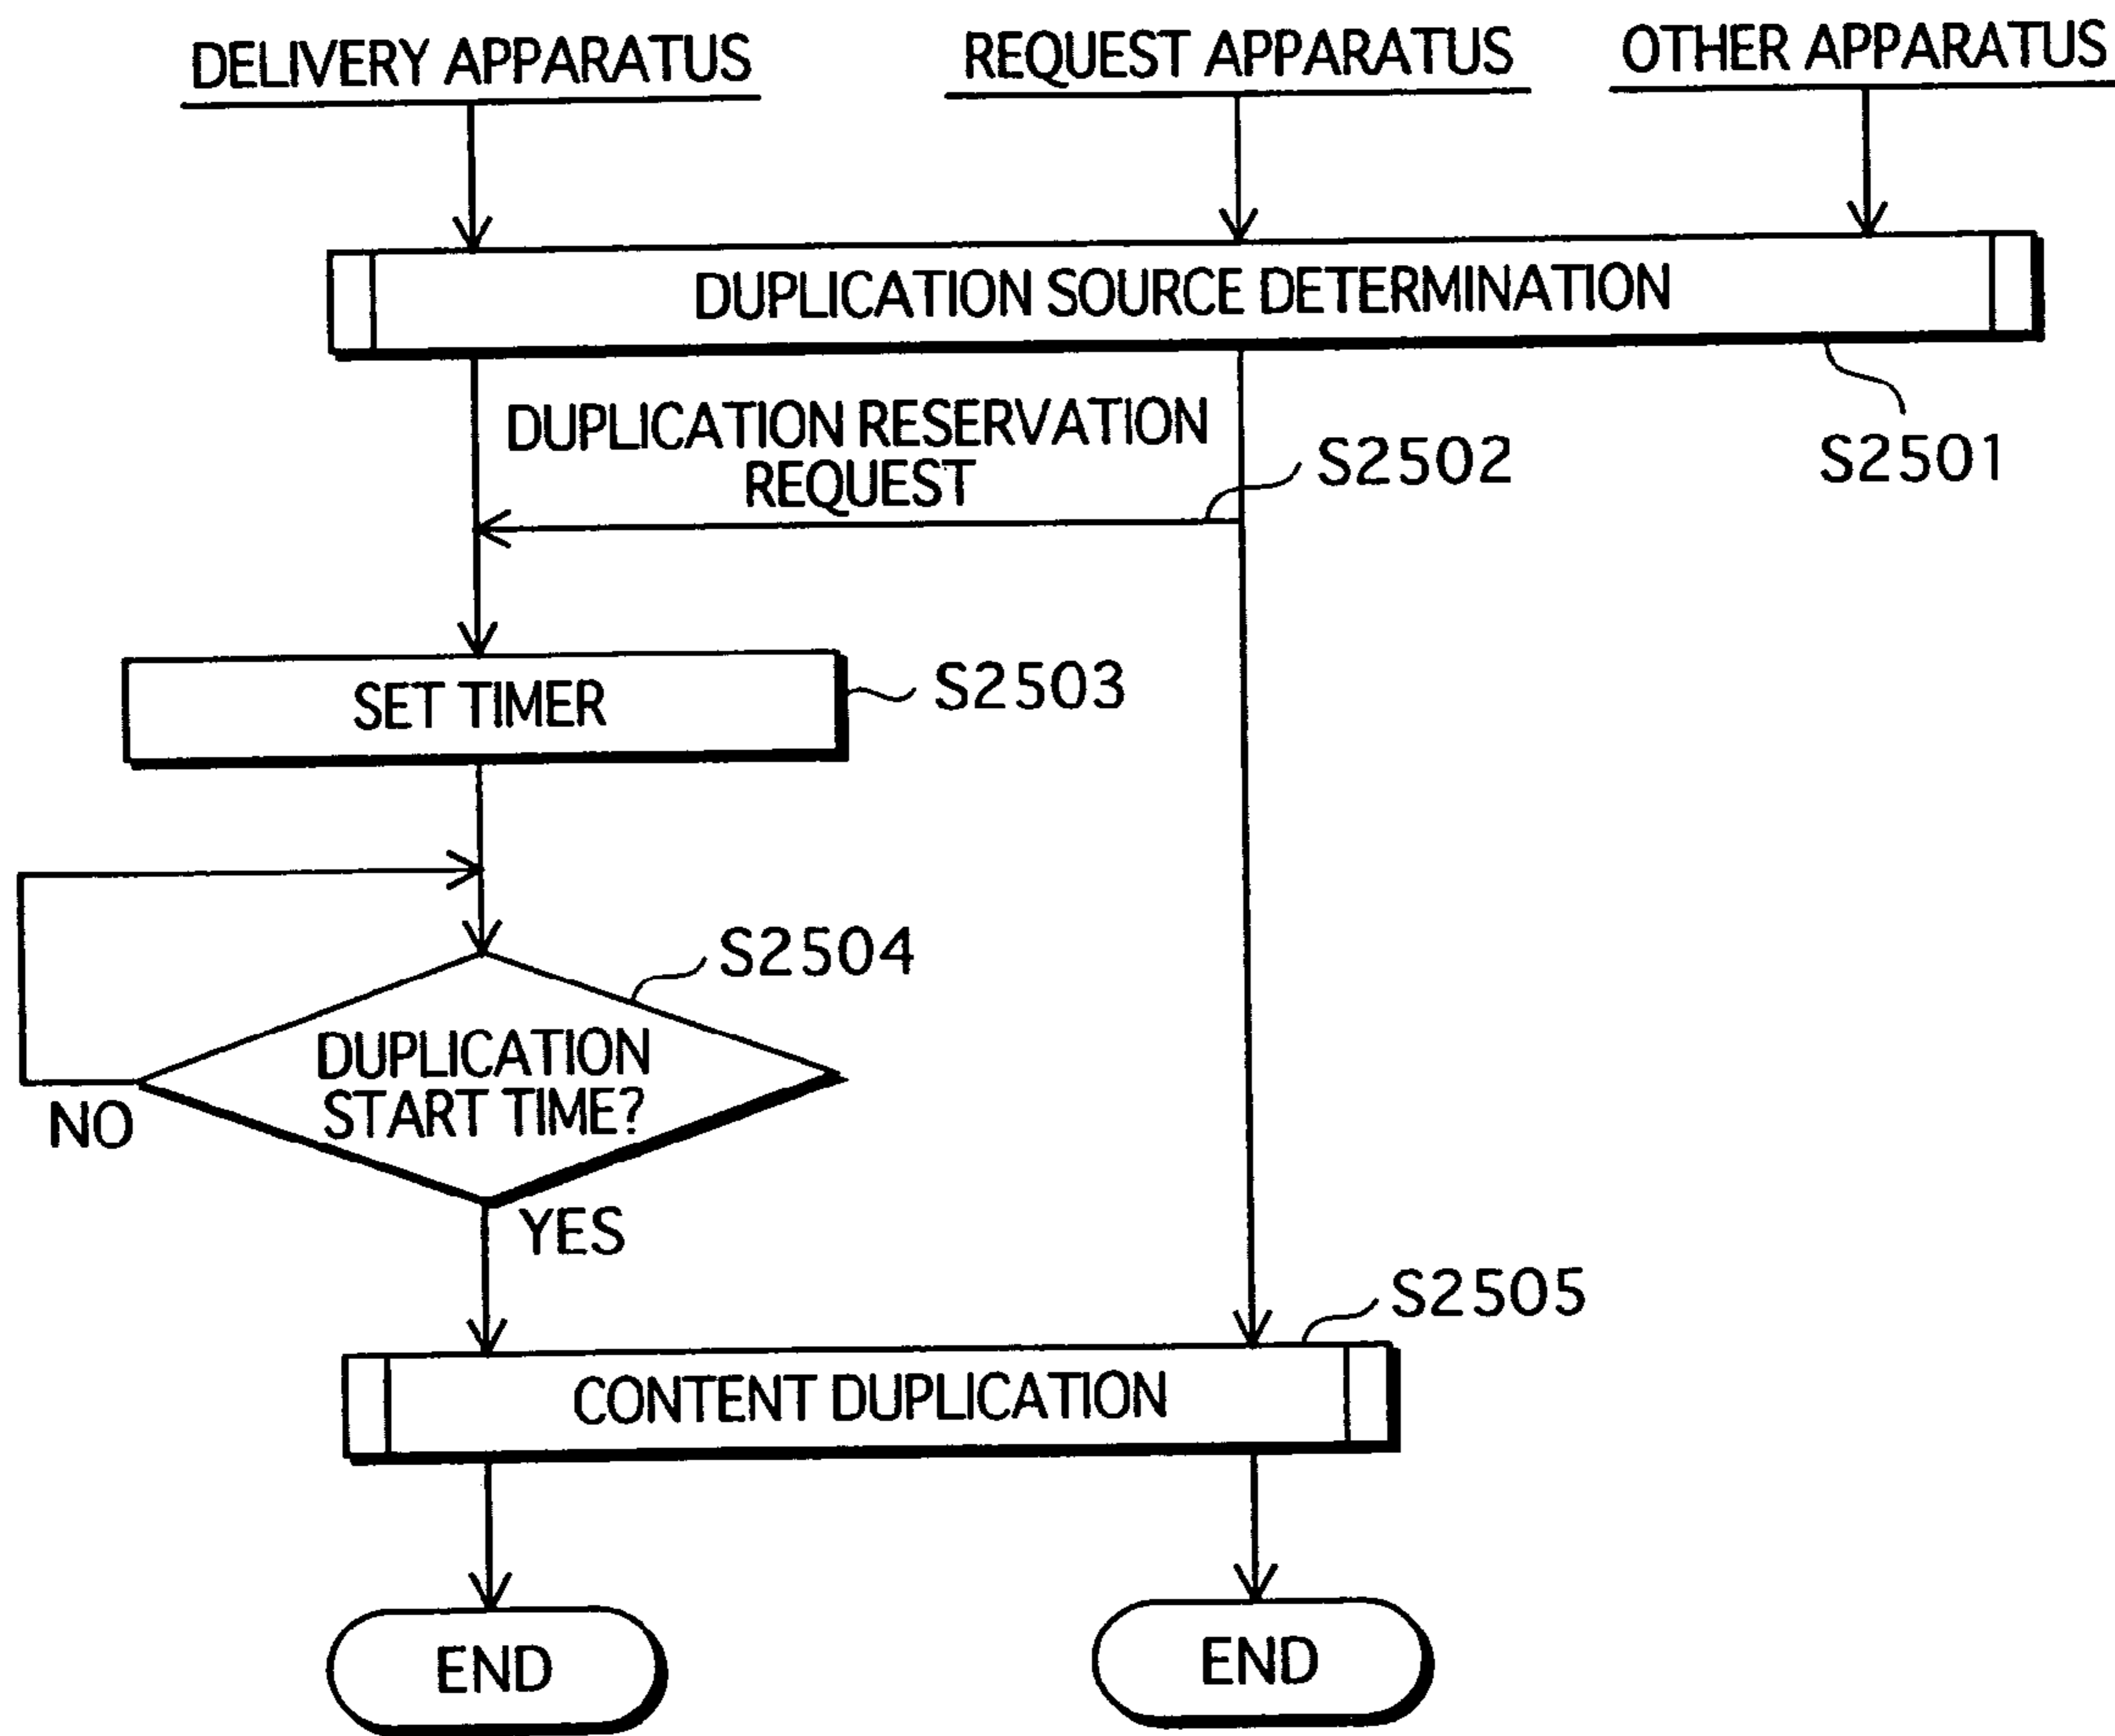 DELIVERY APPARATUS
REQUEST APPARATUS
OTHER APPARATUS
DUPLICATION SOURCE DETERMINATION
S2501
DUPLICATION RESERVATION
REQUEST
S2502
SET TIMER
S2503
S2504
DUPLICATION
START TIME?
NO
YES
S2505
CONTENT DUPLICATION
END
END